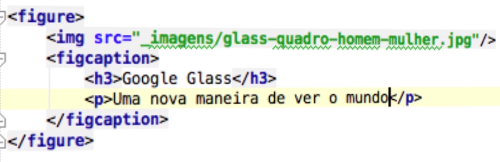 <figure>
<img src="_imagens/glass-quadro-homem-mulher.jpg"/>
<figcaption>
<h3>Google Glass</h3>
<p>Uma nova maneira de ver o mundo</p>
</figcaption>
</figure>